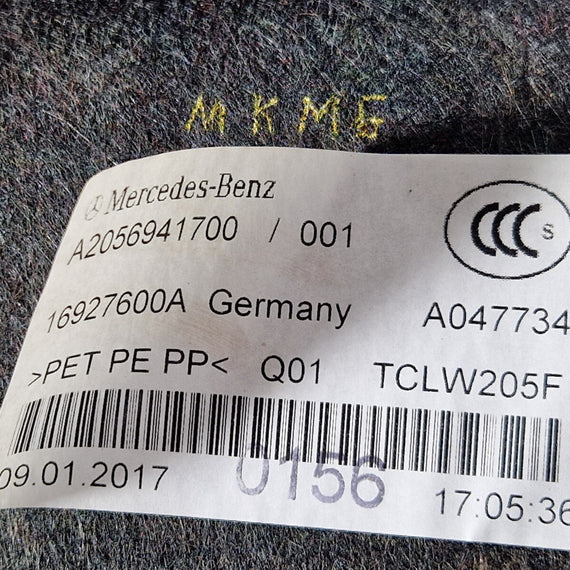 MKMG
Mercedes-Benz
A2056941700 / 001
CCC S
16927600A Germany A047734
>PET PE PP< Q01 TCLW205F
09.01.2017 0156 17:05:36